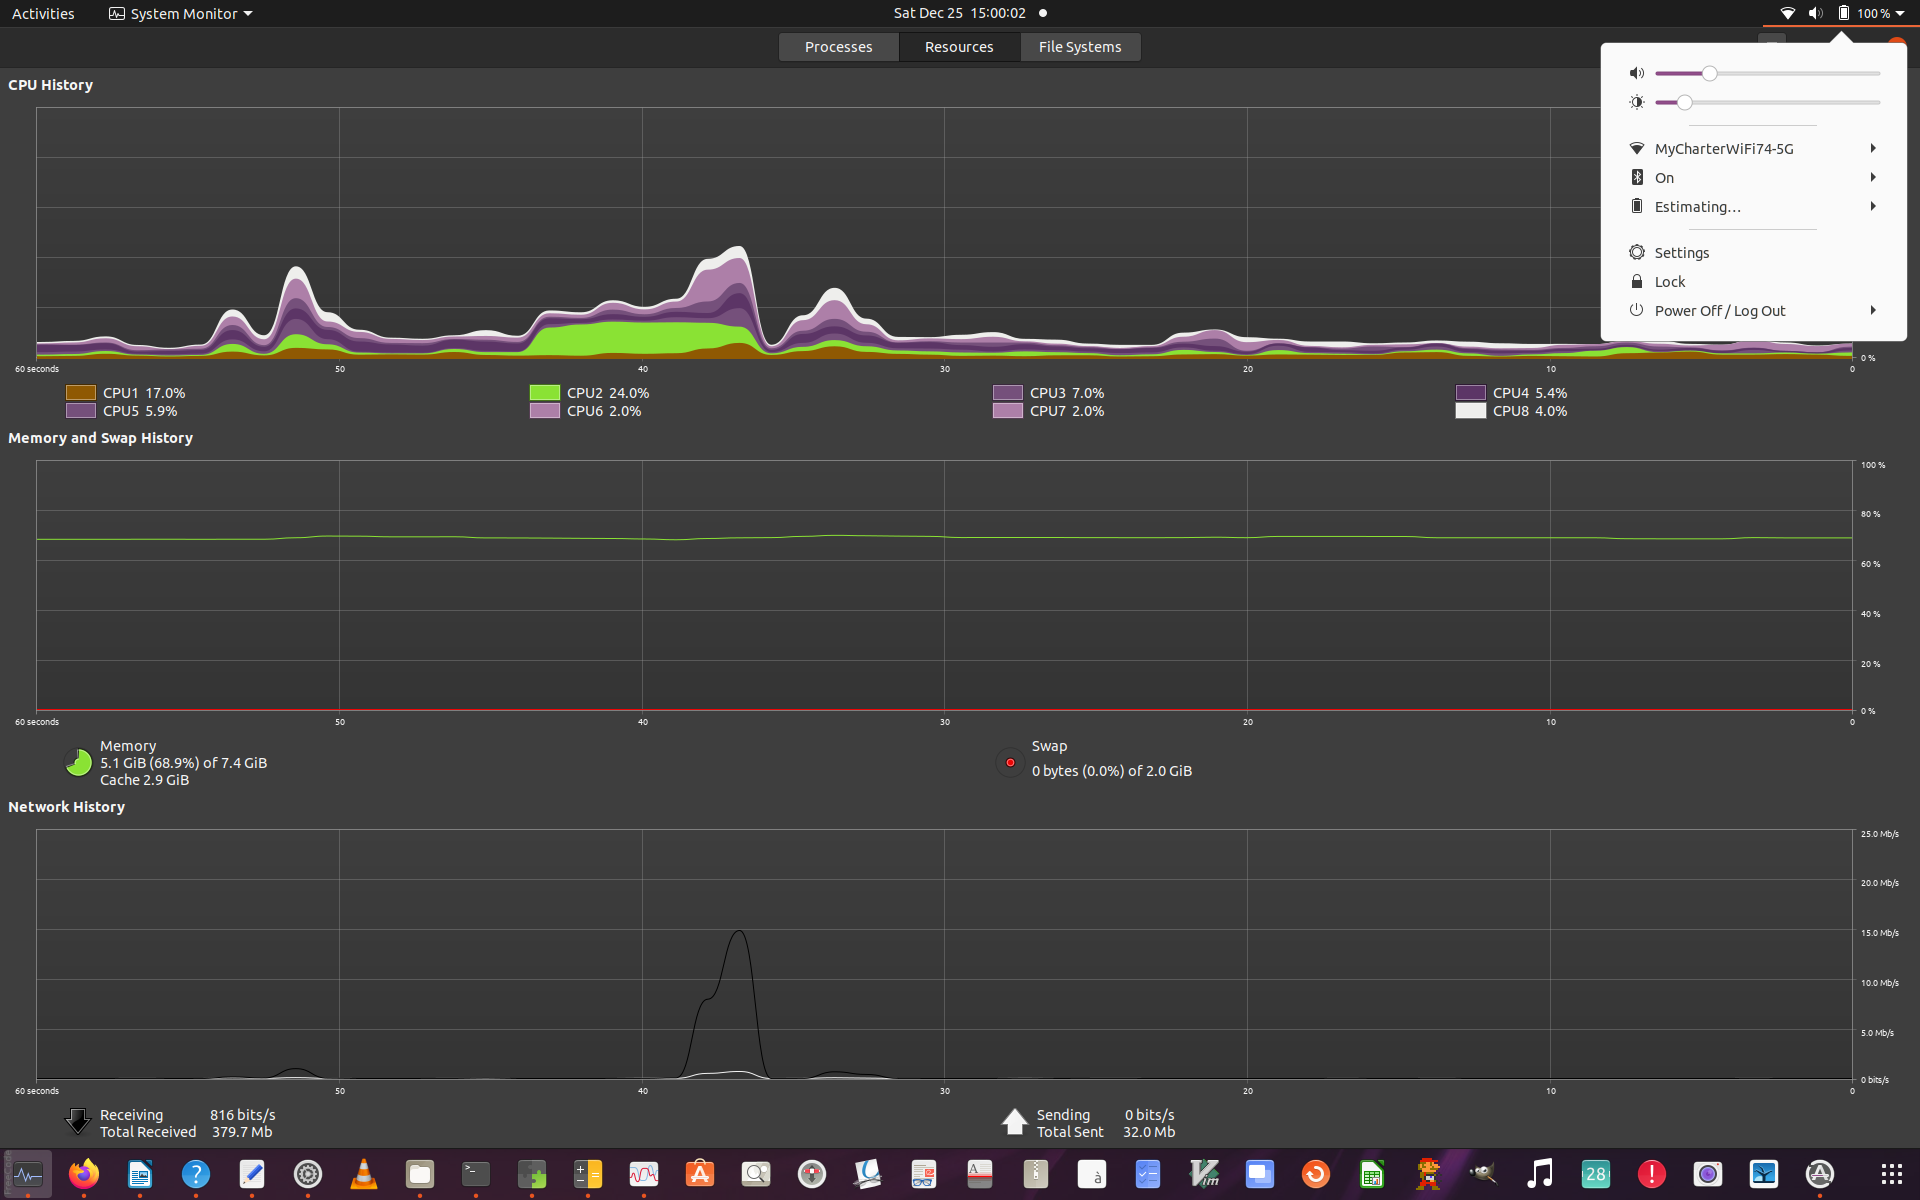 Activities
System Monitor
Sat Dec 25 15:00:02
100 %
Processes
Resources
File Systems
MyCharterWiFi74-5G
On
Estimating…
Settings
Lock
Power Off / Log Out
CPU History
0 %
60 seconds 50 40 30 20 10 0
CPU1 17.0% CPU2 24.0% CPU3 7.0% CPU4 5.4%
CPU5 5.9% CPU6 2.0% CPU7 2.0% CPU8 4.0%
Memory and Swap History
100 %
80 %
60 %
40 %
20 %
0 %
60 seconds 50 40 30 20 10 0
Memory
5.1 GiB (68.9%) of 7.4 GiB
Cache 2.9 GiB
Swap
0 bytes (0.0%) of 2.0 GiB
Network History
25.0 Mb/s
20.0 Mb/s
15.0 Mb/s
10.0 Mb/s
5.0 Mb/s
0 bits/s
60 seconds 50 40 30 20 10 0
Receiving 816 bits/s
Total Received 379.7 Mb
Sending 0 bits/s
Total Sent 32.0 Mb
?
>_
A
à
Vim
28
!